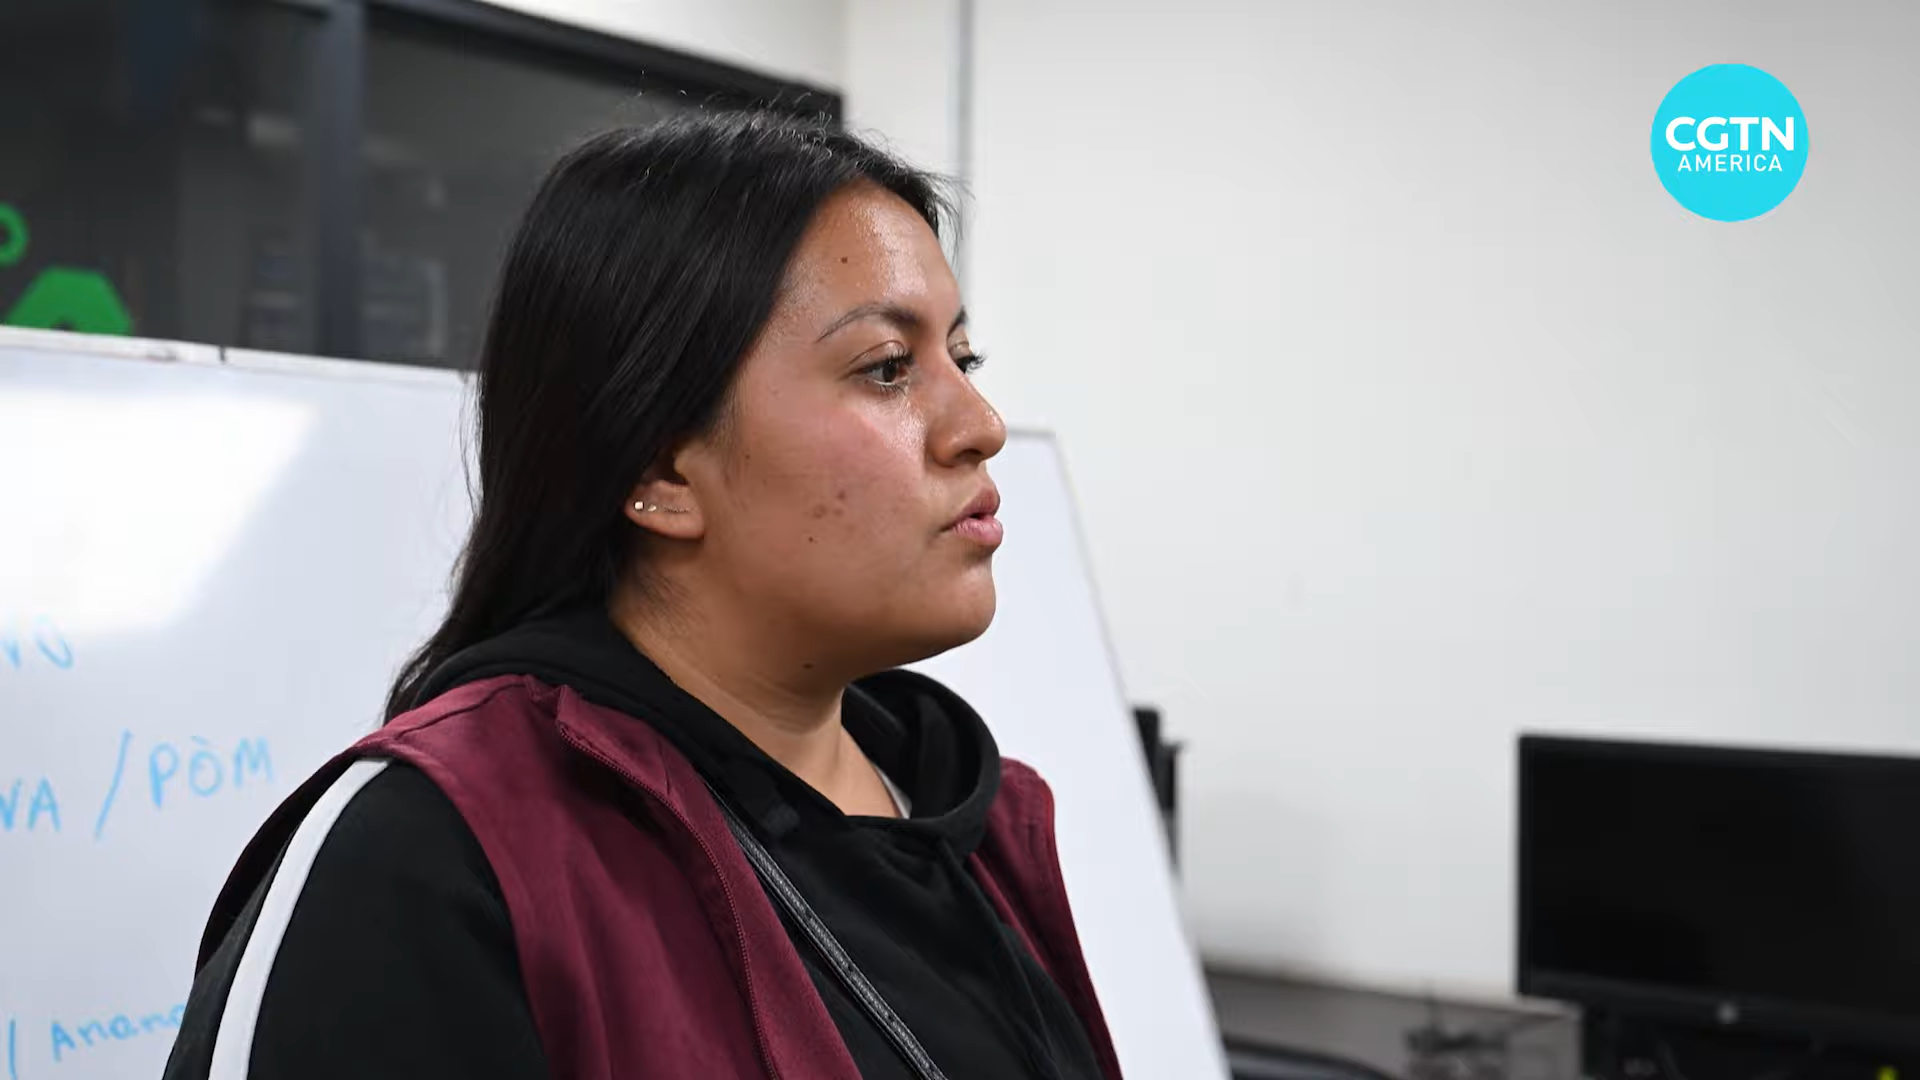 CGTN
AMERICA
VO
VA / PÒM
/ Anana